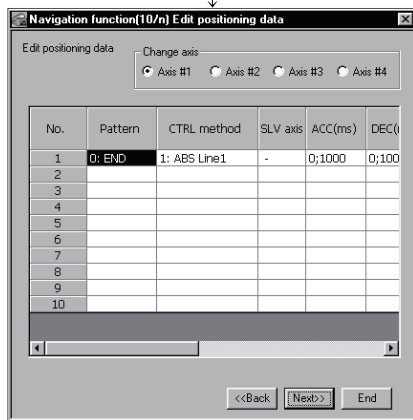 Navigation function(10/n) Edit positioning data
Edit positioning data
Change axis
Axis #1 Axis #2 Axis #3 Axis #4
No. Pattern CTRL method SLV axis ACC(ms) DEC(
1 0: END 1: ABS Line1 - 0;1000 0;100
2
3
4
5
6
7
8
9
10
<<Back Next>> End